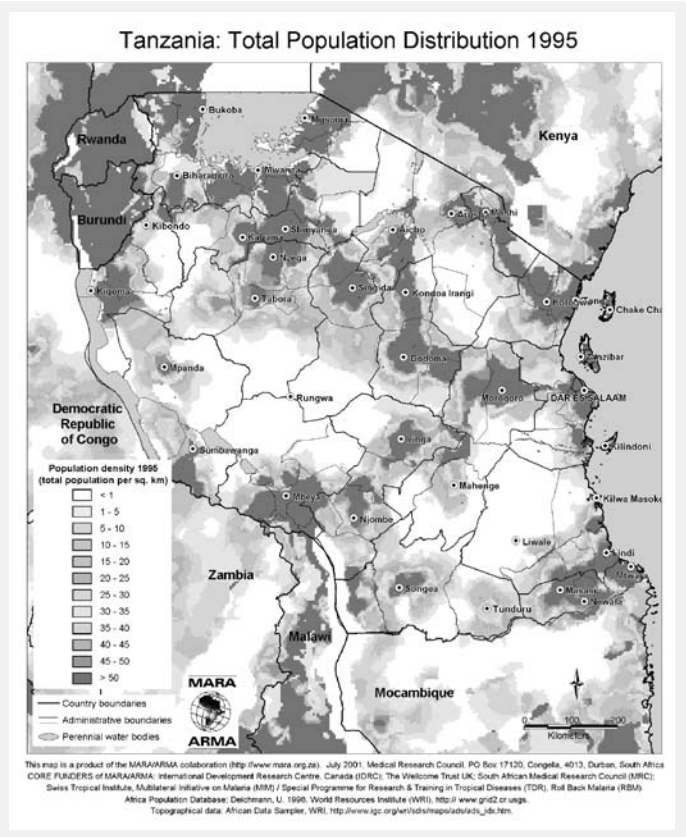 Tanzania: Total Population Distribution 1995
Bukoba
Musoma
Rwanda
Kenya
Mwanza
Biharamuro
Burundi
Kibondo
Moshi
Shinyanga
Kahama
Nzega
Kigoma
Singida
Kondoa Irangi
Tabora
Korogwe
Tanga
Chake Cha
Dodoma
Zanzibar
Mpanda
Rungwa
Morogoro
DAR ES SALAAM
Democratic
Republic
of Congo
Iringa
Kilindoni
Sumbawanga
Population density 1995
(total population per sq. km)
< 1
1 - 5
5 - 10
10 - 15
15 - 20
20 - 25
25 - 30
30 - 35
35 - 40
40 - 45
45 - 50
> 50
Country boundaries
Administrative boundaries
Perennial water bodies
Mahenge
Mbeya
Kilwa Masoko
Njombe
Liwale
Lindi
Mtwara
Zambia
Songea
Masasi
Newala
Tunduru
Malawi
MARA
ARMA
Mocambique
0 100 200
Kilometers
This map is a product of the MARA/ARMA collaboration (http://www.mara.org.za). July 2001, Medical Research Council, PO Box 17120, Congella, 4013, Durban, South Africa
CORE FUNDERS of MARA/ARMA: International Development Research Centre, Canada (IDRC); The Wellcome Trust UK; South African Medical Research Council (MRC);
Swiss Tropical Institute, Multilateral Initiative on Malaria (MIM) / Special Programme for Research & Training in Tropical Diseases (TDR), Roll Back Malaria (RBM).
Africa Population Database: Deichmann, U. 1996. World Resources Institute (WRI), http:// www.grid2.cr.usgs.
Topographical data: African Data Sampler, WRI, http://www.igc.org/wri/sdis/maps/ads/ads_idx.htm.